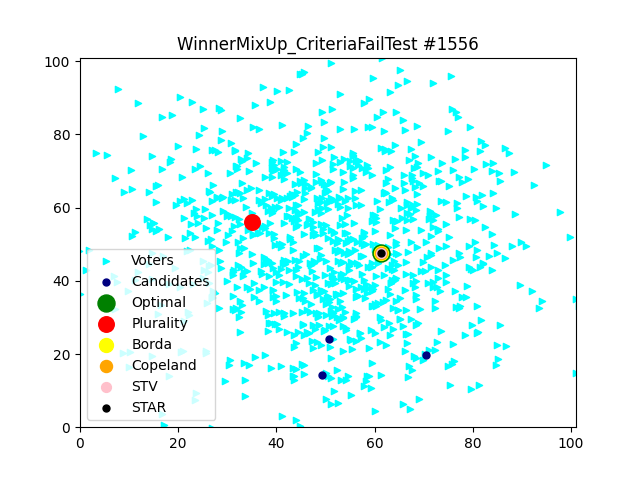 WinnerMixUp_CriteriaFailTest #1556
100
80
60
40
20
0
Voters
Candidates
Optimal
Plurality
Borda
Copeland
STV
STAR
0 20 40 60 80 100